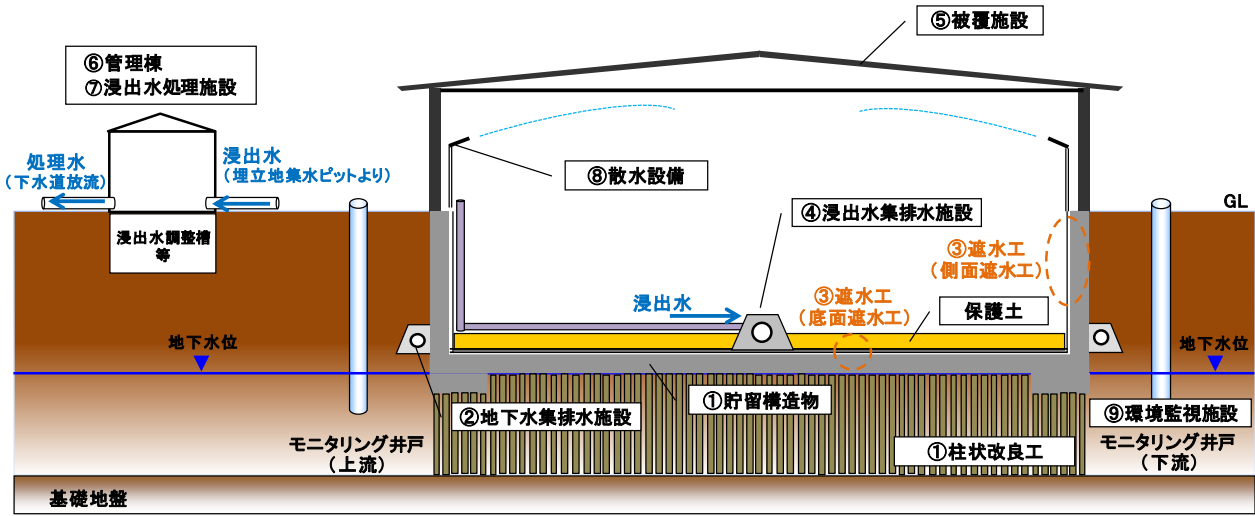 ⑤被覆施設
⑥管理棟
⑦浸出水処理施設
処理水
(下水道放流)
浸出水
(埋立地集水ピットより)
⑧散水設備
GL
④浸出水集排水施設
浸出水調整槽
等
③遮水工
(側面遮水工)
浸出水
③遮水工
(底面遮水工)
保護土
地下水位
地下水位
①貯留構造物
②地下水集排水施設
⑨環境監視施設
モニタリング井戸
(上流)
①柱状改良工
モニタリング井戸
(下流)
基礎地盤